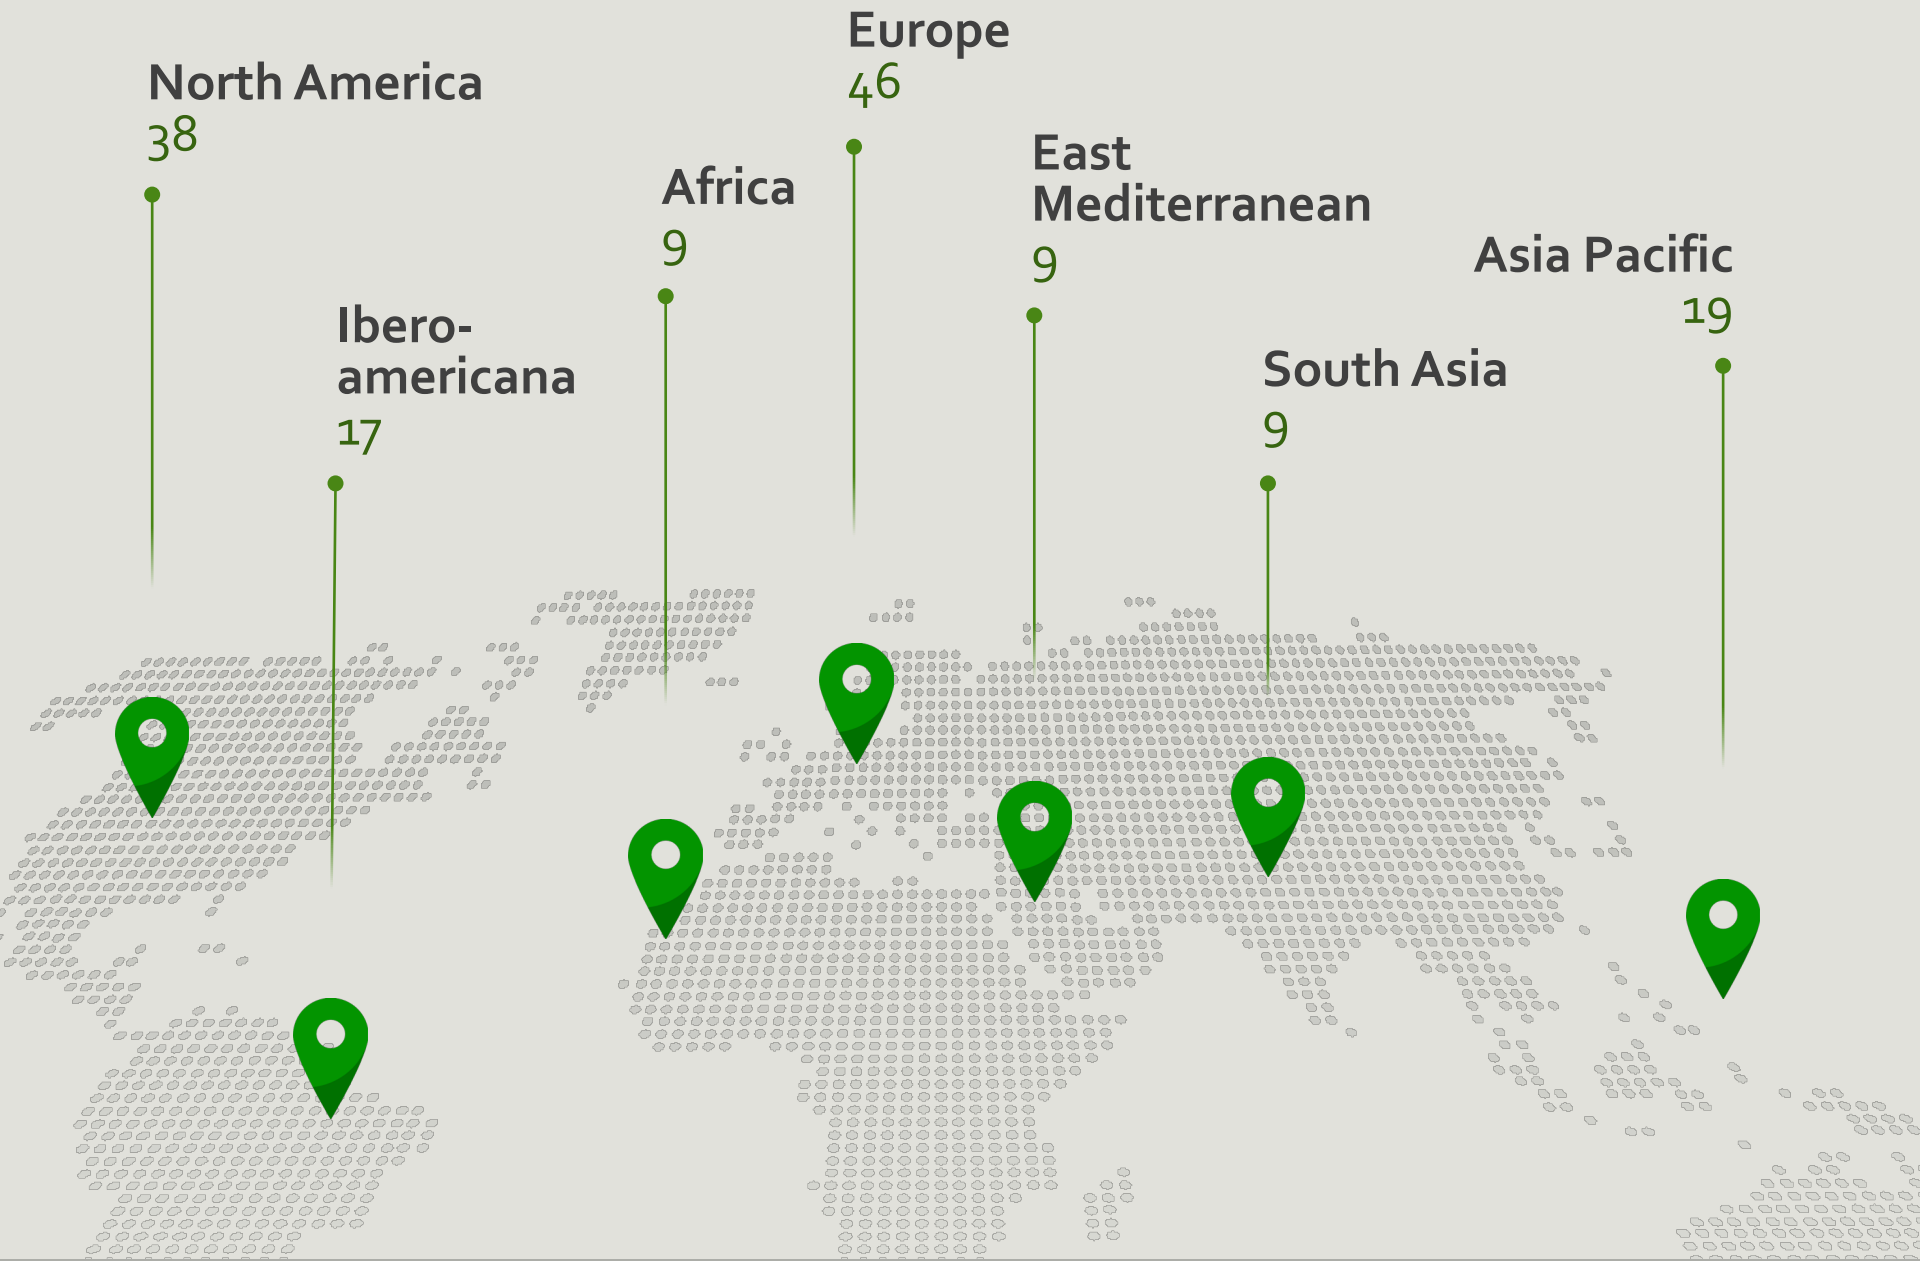 North America
38
Ibero-
americana
17
Africa
9
Europe
46
East
Mediterranean
9
South Asia
9
Asia Pacific
19